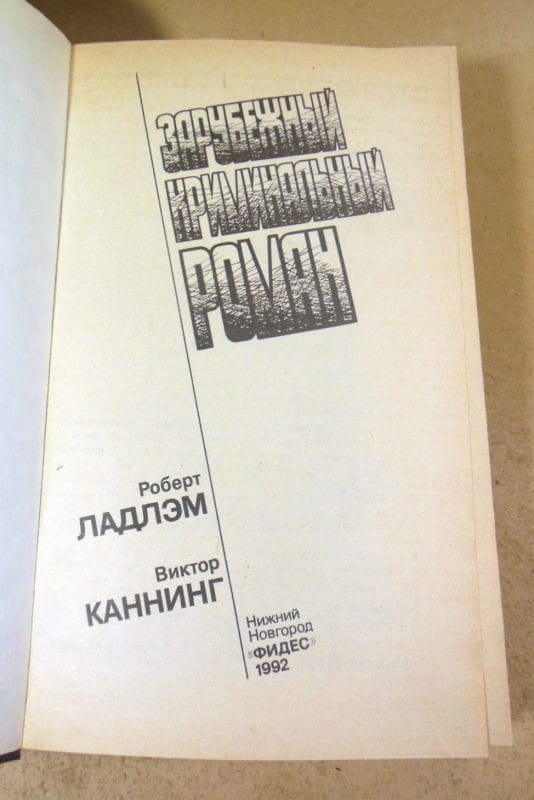 ЗАРУБЕЖНЫЙ
КРИМИНАЛЬНЫЙ
РОМАН
Роберт
ЛАДЛЭМ
Виктор
КАННИНГ
Нижний
Новгород
«ФИДЕС»
1992